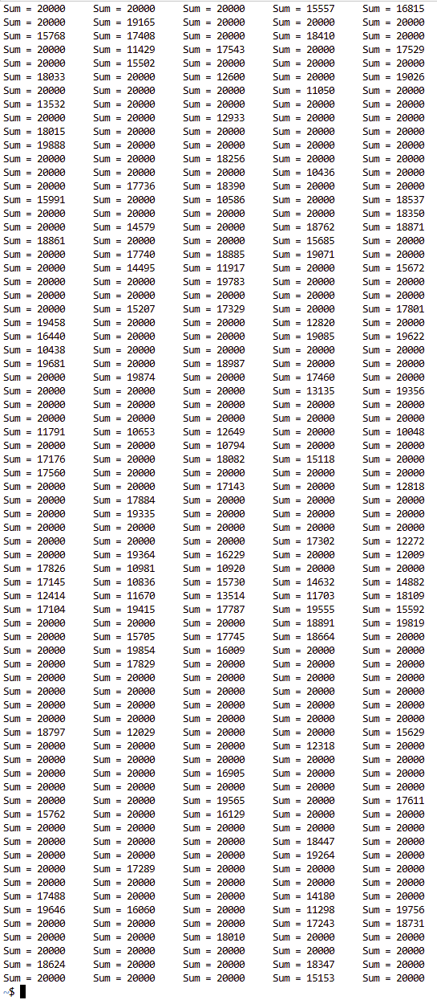 Sum = 20000 Sum = 20000 Sum = 20000 Sum = 15557 Sum = 16815
Sum = 20000 Sum = 19165 Sum = 20000 Sum = 20000 Sum = 20000
Sum = 15768 Sum = 17408 Sum = 20000 Sum = 18410 Sum = 20000
Sum = 20000 Sum = 11429 Sum = 17543 Sum = 20000 Sum = 17529
Sum = 20000 Sum = 15502 Sum = 20000 Sum = 20000 Sum = 20000
Sum = 18033 Sum = 20000 Sum = 12600 Sum = 20000 Sum = 19026
Sum = 20000 Sum = 20000 Sum = 20000 Sum = 11050 Sum = 20000
Sum = 13532 Sum = 20000 Sum = 20000 Sum = 20000 Sum = 20000
Sum = 20000 Sum = 20000 Sum = 12933 Sum = 20000 Sum = 20000
Sum = 18015 Sum = 20000 Sum = 20000 Sum = 20000 Sum = 20000
Sum = 19888 Sum = 20000 Sum = 20000 Sum = 20000 Sum = 20000
Sum = 20000 Sum = 20000 Sum = 18256 Sum = 20000 Sum = 20000
Sum = 20000 Sum = 20000 Sum = 20000 Sum = 10436 Sum = 20000
Sum = 20000 Sum = 17736 Sum = 18390 Sum = 20000 Sum = 20000
Sum = 15991 Sum = 20000 Sum = 10586 Sum = 20000 Sum = 18537
Sum = 20000 Sum = 20000 Sum = 20000 Sum = 20000 Sum = 18350
Sum = 20000 Sum = 14579 Sum = 20000 Sum = 18762 Sum = 18871
Sum = 18861 Sum = 20000 Sum = 20000 Sum = 15685 Sum = 20000
Sum = 20000 Sum = 17740 Sum = 18885 Sum = 19071 Sum = 20000
Sum = 20000 Sum = 14495 Sum = 11917 Sum = 20000 Sum = 15672
Sum = 20000 Sum = 20000 Sum = 19783 Sum = 20000 Sum = 20000
Sum = 20000 Sum = 20000 Sum = 20000 Sum = 20000 Sum = 20000
Sum = 20000 Sum = 15207 Sum = 17329 Sum = 20000 Sum = 17801
Sum = 19458 Sum = 20000 Sum = 20000 Sum = 12820 Sum = 20000
Sum = 16440 Sum = 20000 Sum = 20000 Sum = 19085 Sum = 19622
Sum = 10438 Sum = 20000 Sum = 20000 Sum = 20000 Sum = 20000
Sum = 19681 Sum = 20000 Sum = 18987 Sum = 20000 Sum = 20000
Sum = 20000 Sum = 19874 Sum = 20000 Sum = 17460 Sum = 20000
Sum = 20000 Sum = 20000 Sum = 20000 Sum = 13135 Sum = 19356
Sum = 20000 Sum = 20000 Sum = 20000 Sum = 20000 Sum = 20000
Sum = 20000 Sum = 20000 Sum = 20000 Sum = 20000 Sum = 20000
Sum = 11791 Sum = 10653 Sum = 12649 Sum = 20000 Sum = 10048
Sum = 20000 Sum = 20000 Sum = 10794 Sum = 20000 Sum = 20000
Sum = 17176 Sum = 20000 Sum = 18082 Sum = 15118 Sum = 20000
Sum = 17560 Sum = 20000 Sum = 20000 Sum = 20000 Sum = 20000
Sum = 20000 Sum = 20000 Sum = 17143 Sum = 20000 Sum = 12818
Sum = 20000 Sum = 17884 Sum = 20000 Sum = 20000 Sum = 20000
Sum = 20000 Sum = 19335 Sum = 20000 Sum = 20000 Sum = 20000
Sum = 20000 Sum = 20000 Sum = 20000 Sum = 20000 Sum = 20000
Sum = 20000 Sum = 20000 Sum = 20000 Sum = 17302 Sum = 12272
Sum = 20000 Sum = 19364 Sum = 16229 Sum = 20000 Sum = 12009
Sum = 17826 Sum = 10981 Sum = 10920 Sum = 20000 Sum = 20000
Sum = 17145 Sum = 10836 Sum = 15730 Sum = 14632 Sum = 14882
Sum = 12414 Sum = 11670 Sum = 13514 Sum = 11703 Sum = 18109
Sum = 17104 Sum = 19415 Sum = 17787 Sum = 19555 Sum = 15592
Sum = 20000 Sum = 20000 Sum = 20000 Sum = 18891 Sum = 19819
Sum = 20000 Sum = 15705 Sum = 17745 Sum = 18664 Sum = 20000
Sum = 20000 Sum = 19854 Sum = 16009 Sum = 20000 Sum = 20000
Sum = 20000 Sum = 17829 Sum = 20000 Sum = 20000 Sum = 20000
Sum = 20000 Sum = 20000 Sum = 20000 Sum = 20000 Sum = 20000
Sum = 20000 Sum = 20000 Sum = 20000 Sum = 20000 Sum = 20000
Sum = 20000 Sum = 20000 Sum = 20000 Sum = 20000 Sum = 20000
Sum = 20000 Sum = 20000 Sum = 20000 Sum = 20000 Sum = 20000
Sum = 18797 Sum = 12029 Sum = 20000 Sum = 20000 Sum = 15629
Sum = 20000 Sum = 20000 Sum = 20000 Sum = 12318 Sum = 20000
Sum = 20000 Sum = 20000 Sum = 20000 Sum = 20000 Sum = 20000
Sum = 20000 Sum = 20000 Sum = 16905 Sum = 20000 Sum = 20000
Sum = 20000 Sum = 20000 Sum = 20000 Sum = 20000 Sum = 20000
Sum = 20000 Sum = 20000 Sum = 19565 Sum = 20000 Sum = 17611
Sum = 15762 Sum = 20000 Sum = 16129 Sum = 20000 Sum = 20000
Sum = 20000 Sum = 20000 Sum = 20000 Sum = 20000 Sum = 20000
Sum = 20000 Sum = 20000 Sum = 20000 Sum = 18447 Sum = 20000
Sum = 20000 Sum = 20000 Sum = 20000 Sum = 19264 Sum = 20000
Sum = 20000 Sum = 17289 Sum = 20000 Sum = 20000 Sum = 20000
Sum = 20000 Sum = 20000 Sum = 20000 Sum = 20000 Sum = 20000
Sum = 17488 Sum = 20000 Sum = 20000 Sum = 14180 Sum = 20000
Sum = 19646 Sum = 16060 Sum = 20000 Sum = 11298 Sum = 19756
Sum = 20000 Sum = 20000 Sum = 20000 Sum = 17243 Sum = 18731
Sum = 20000 Sum = 20000 Sum = 18010 Sum = 20000 Sum = 20000
Sum = 20000 Sum = 20000 Sum = 20000 Sum = 20000 Sum = 20000
Sum = 18624 Sum = 20000 Sum = 20000 Sum = 18347 Sum = 20000
Sum = 20000 Sum = 20000 Sum = 20000 Sum = 15153 Sum = 20000
~$